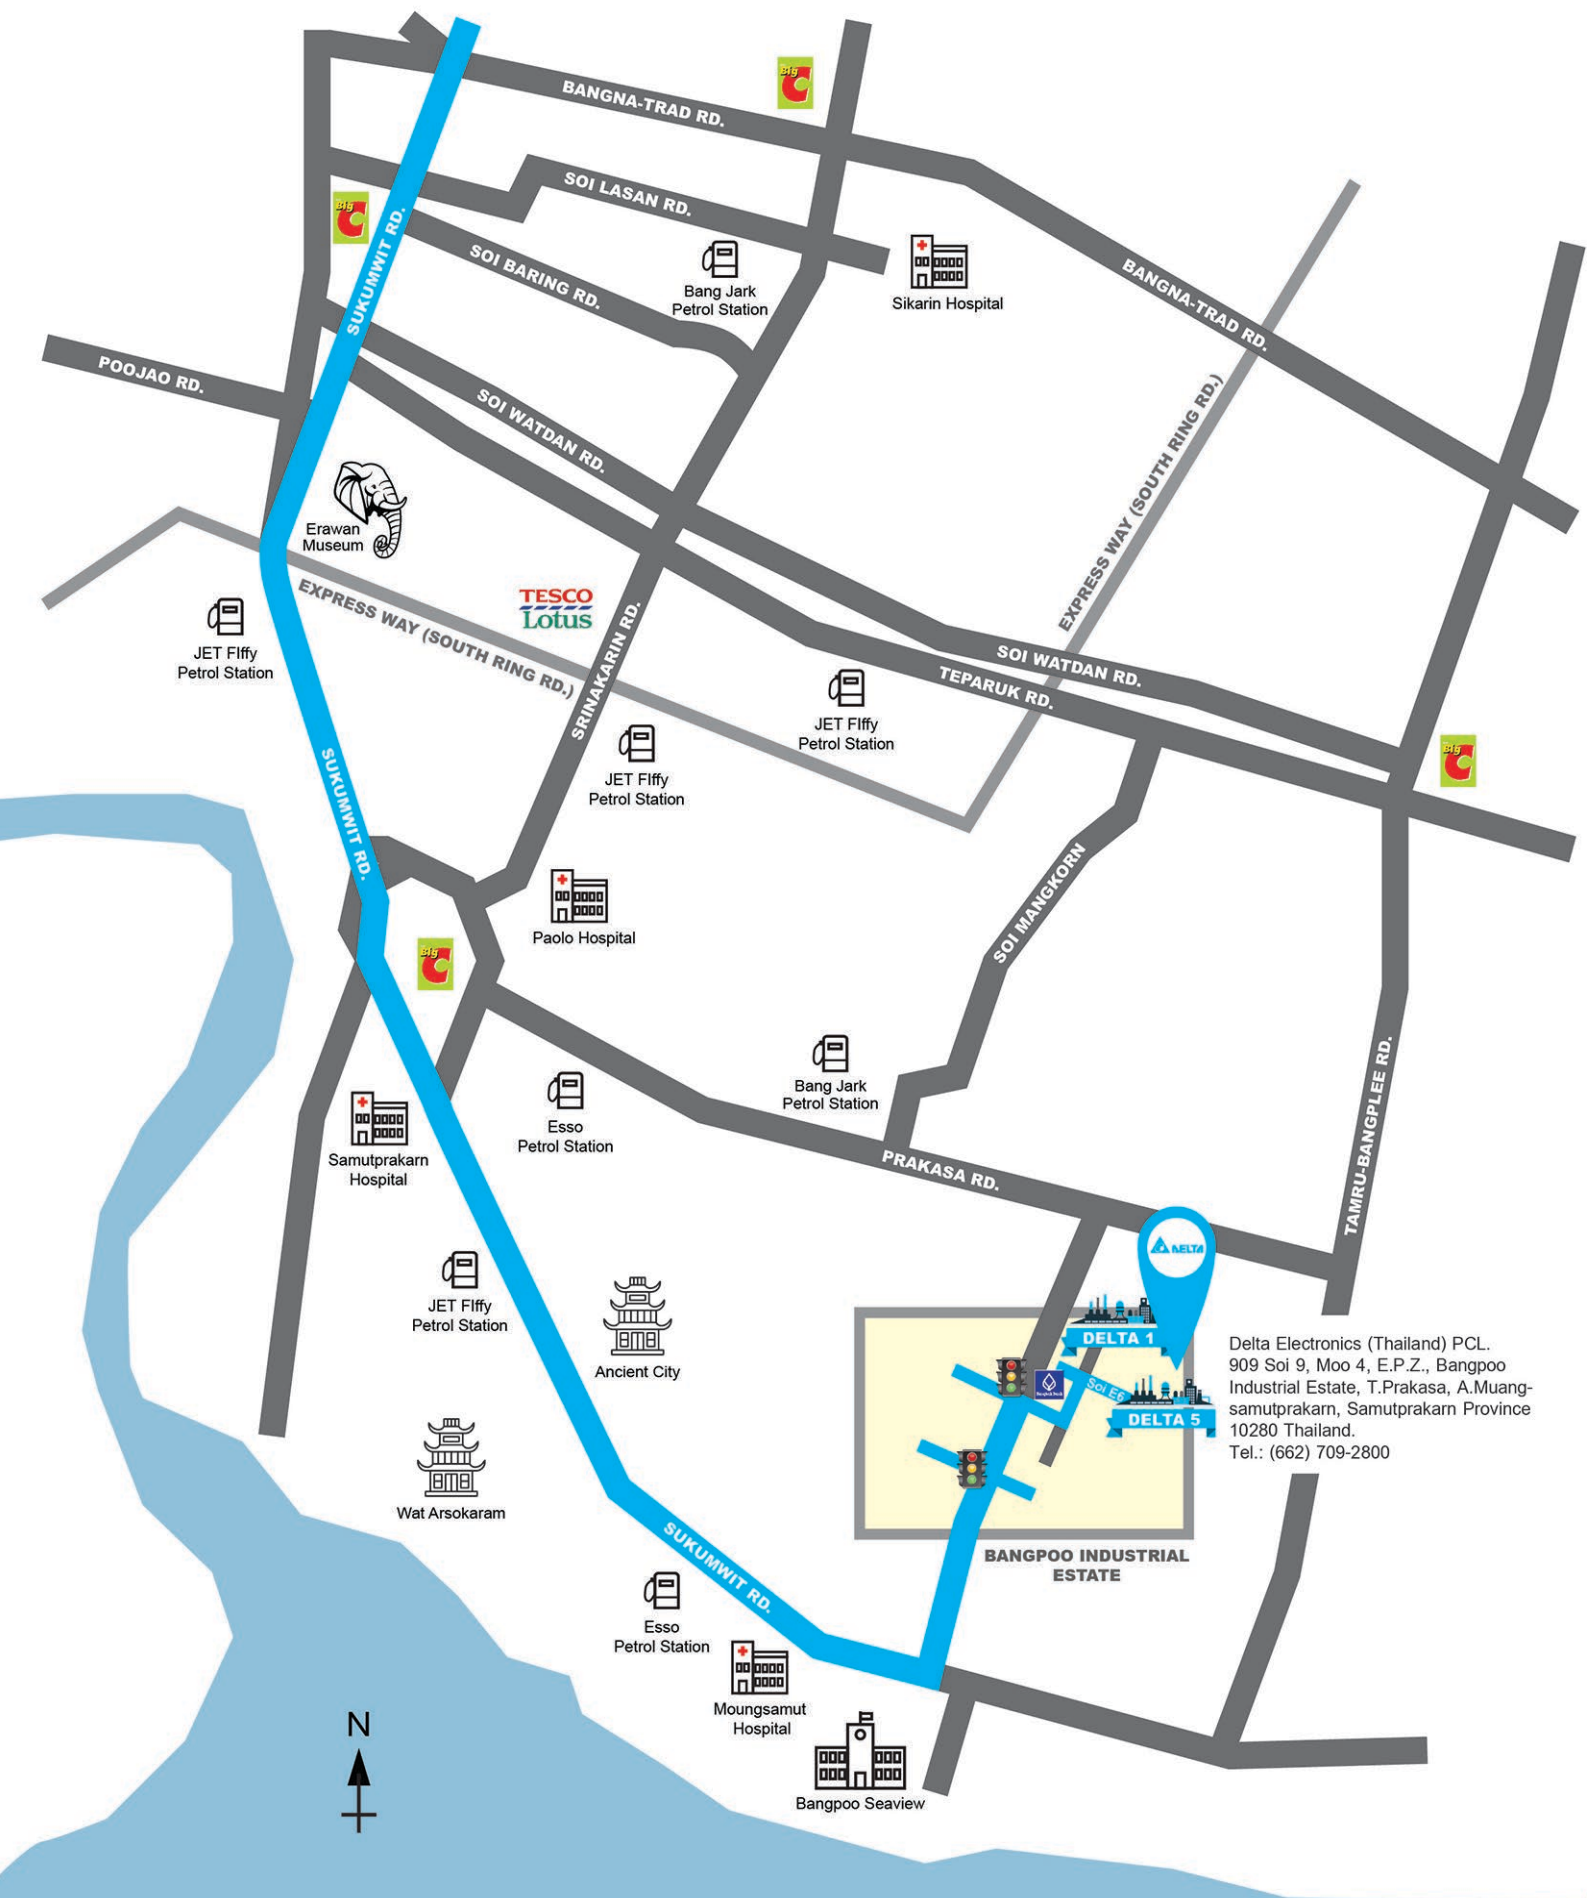 Big
C
BANGNA-TRAD RD.
SOI LASAN RD.
Big
C
SUKUMWIT RD.
SOI BARING RD.
Bang Jark
Petrol Station
Sikarin Hospital
BANGNA-TRAD RD.
POOJAO RD.
SOI WATDAN RD.
EXPRESS WAY (SOUTH RING RD.)
Erawan
Museum
EXPRESS WAY (SOUTH RING RD.)
TESCO
Lotus
SRINAKARIN RD.
JET FIffy
Petrol Station
SOI WATDAN RD.
TEPARUK RD.
JET FIffy
Petrol Station
JET FIffy
Petrol Station
Big
C
SUKUMWIT RD.
SOI MANGKORN
Paolo Hospital
Big
C
Bang Jark
Petrol Station
Esso
Petrol Station
TAMRU-BANGPLEE RD.
Samutprakarn
Hospital
PRAKASA RD.
DELTA
JET FIffy
Petrol Station
Ancient City
DELTA 1
Soi E6
DELTA 5
Delta Electronics (Thailand) PCL.
909 Soi 9, Moo 4, E.P.Z., Bangpoo
Industrial Estate, T.Prakasa, A.Muang-
samutprakarn, Samutprakarn Province
10280 Thailand.
Tel.: (662) 709-2800
Wat Arsokaram
BANGPOO INDUSTRIAL
ESTATE
SUKUMWIT RD.
Esso
Petrol Station
Moungsamut
Hospital
Bangpoo Seaview
N